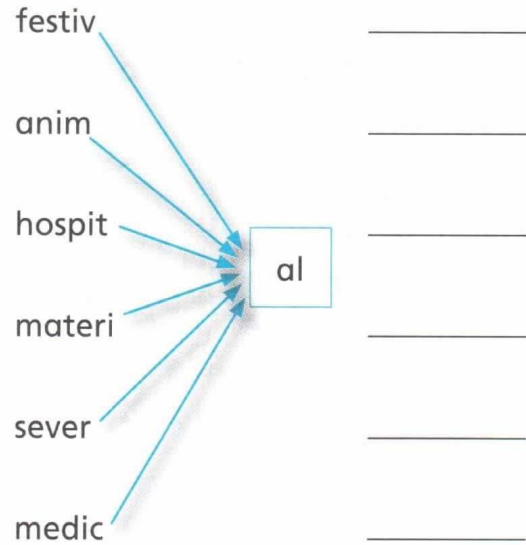 festiv
anim
hospit
al
materi
sever
medic